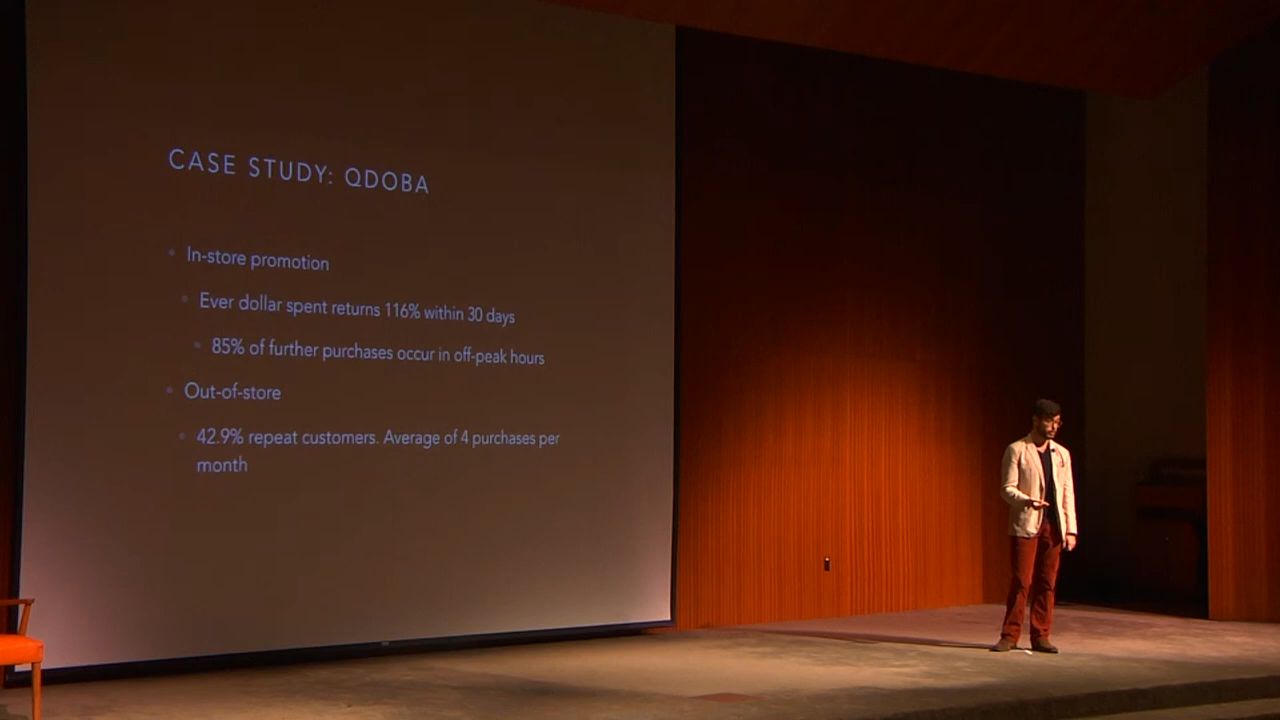 CASE STUDY: QDOBA
• In-store promotion
• Ever dollar spent returns 116% within 30 days
• 85% of further purchases occur in off-peak hours
• Out-of-store
• 42.9% repeat customers. Average of 4 purchases per
month